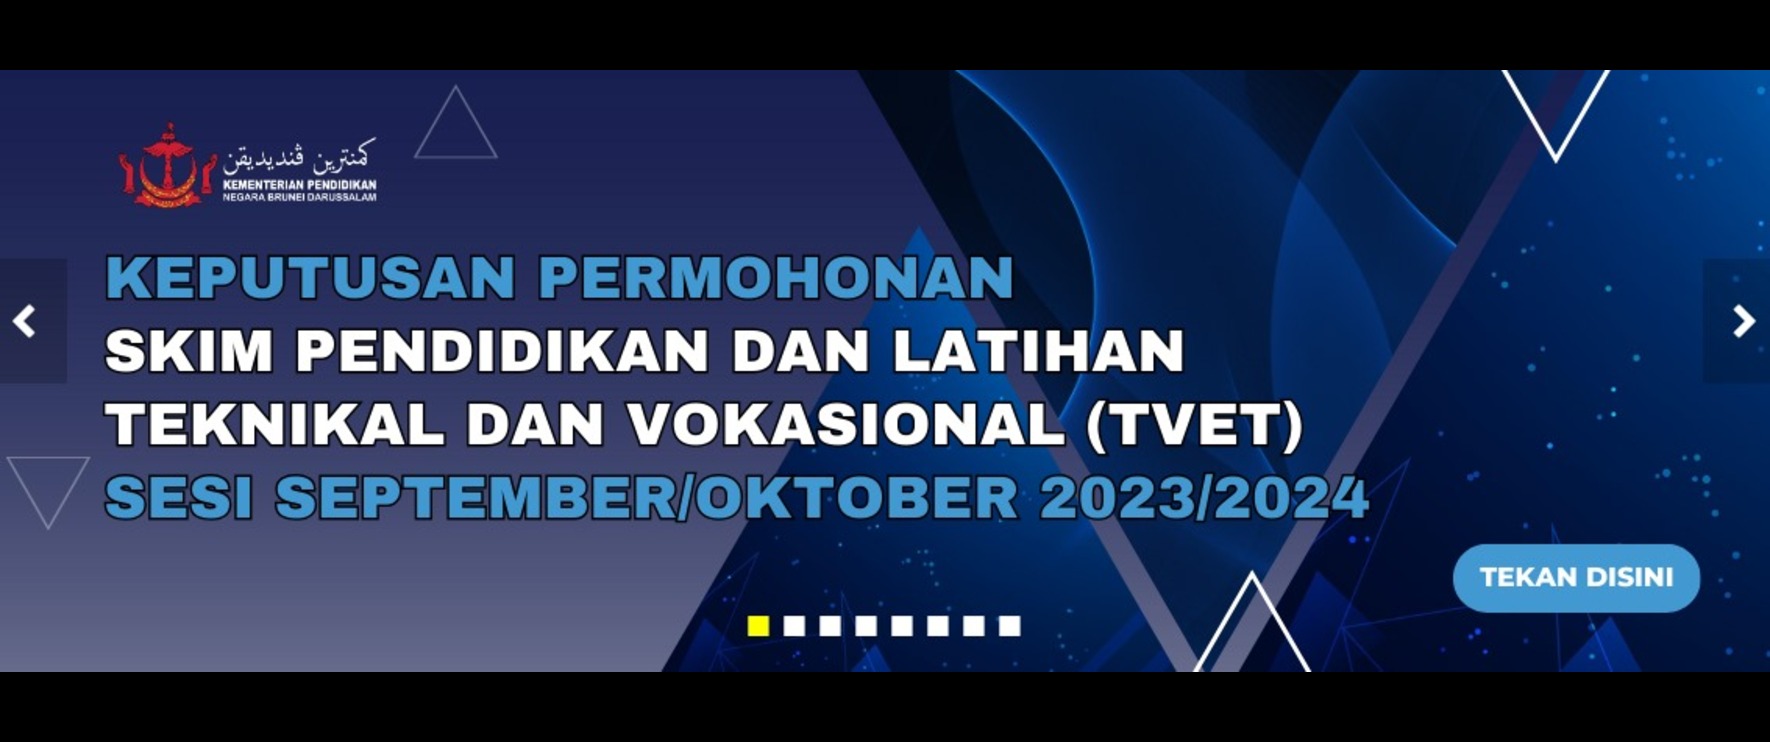 كمنترين ڤنديديقن
KEMENTERIAN PENDIDIKAN
NEGARA BRUNEI DARUSSALAM
KEPUTUSAN PERMOHONAN
SKIM PENDIDIKAN DAN LATIHAN
TEKNIKAL DAN VOKASIONAL (TVET)
SESI SEPTEMBER/OKTOBER 2023/2024
TEKAN DISINI